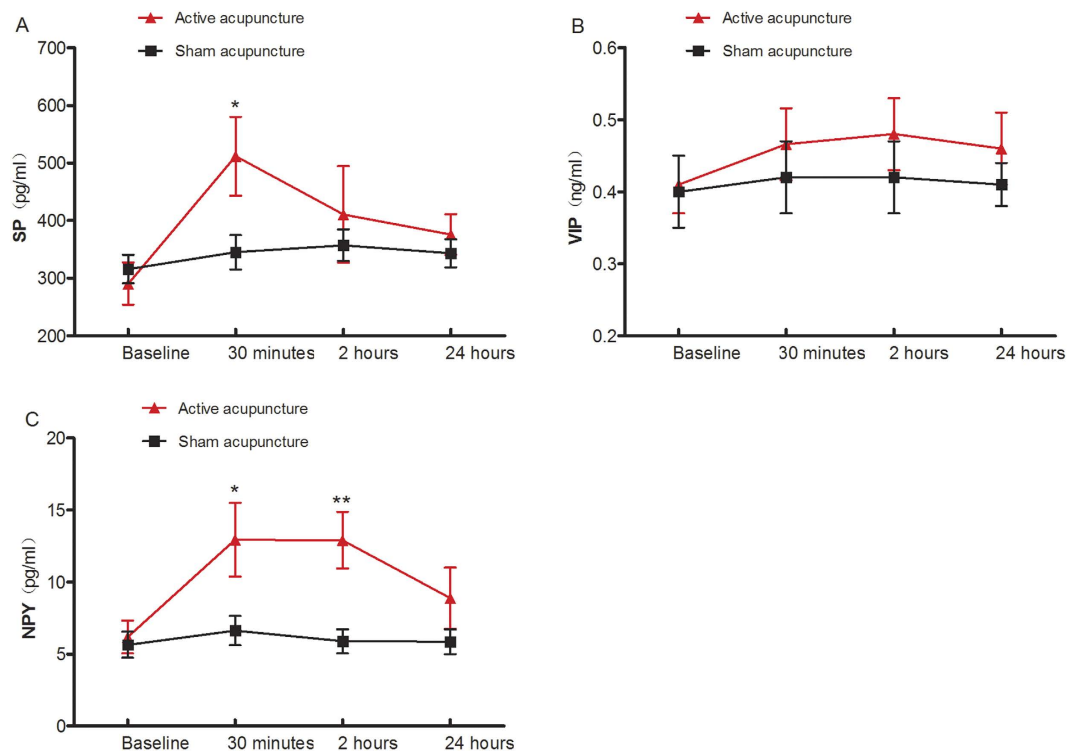 A
Active acupuncture
Sham acupuncture
700
600
500
400
300
200
SP（pg/ml）
*
Baseline 30 minutes 2 hours 24 hours
B
Active acupuncture
Sham acupuncture
0.6
0.5
0.4
0.3
0.2
VIP（ng/ml）
Baseline 30 minutes 2 hours 24 hours
C
Active acupuncture
Sham acupuncture
20
15
10
5
0
NPY（pg/ml）
* **
Baseline 30 minutes 2 hours 24 hours